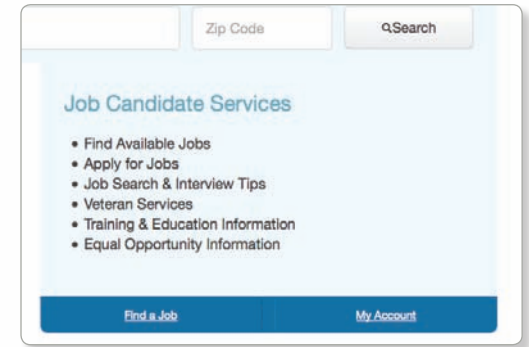 Zip Code Search
Job Candidate Services
• Find Available Jobs
• Apply for Jobs
• Job Search & Interview Tips
• Veteran Services
• Training & Education Information
• Equal Opportunity Information
Find a Job My Account